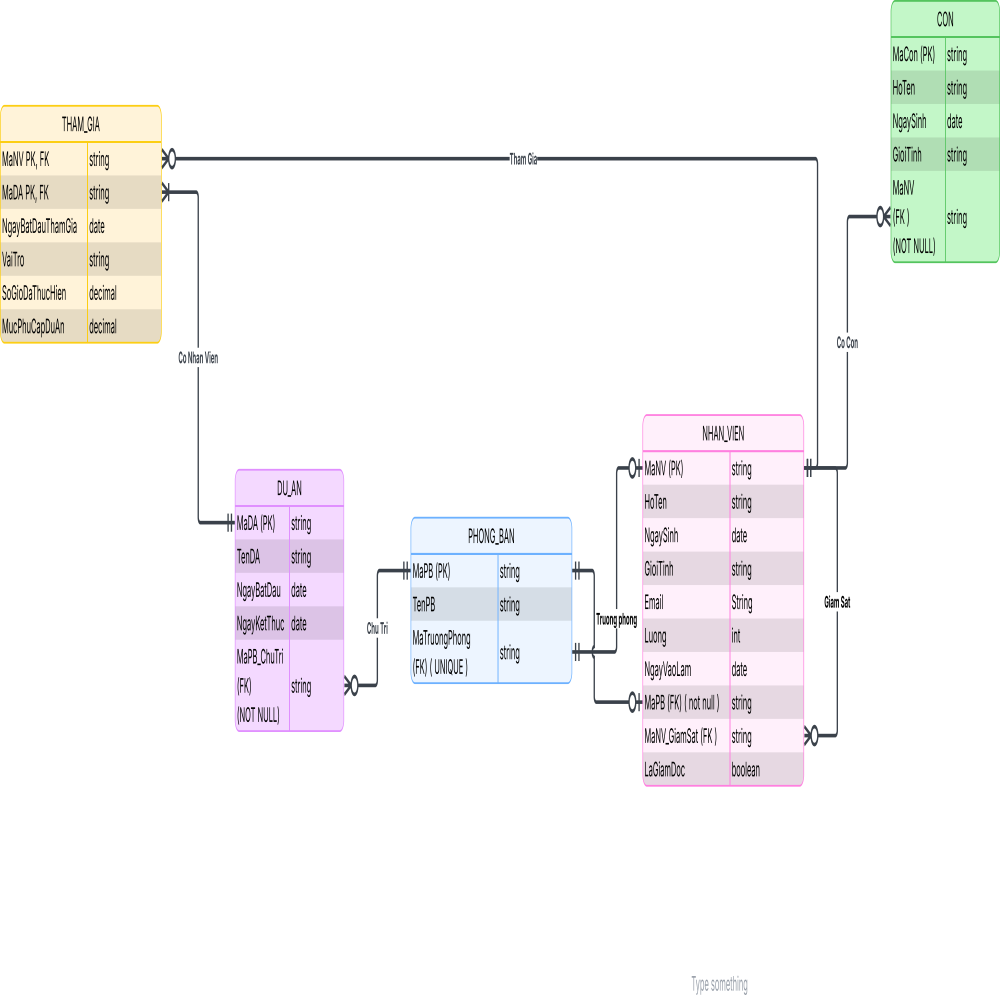 CON
MaCon (PK) string
HoTen string
NgaySinh date
GioiTinh string
MaNV
(FK ) string
(NOT NULL)
THAM_GIA
MaNV PK, FK string
MaDA PK, FK string
NgayBatDauThamGia date
VaiTro string
SoGioDaThucHien decimal
MucPhuCapDuAn decimal
Tham Gia
Co Nhan Vien
Co Con
DU_AN
MaDA (PK) string
TenDA string
NgayBatDau date
NgayKetThuc date
MaPB_ChuTri
(FK) string
(NOT NULL)
Chu Tri
PHONG_BAN
MaPB (PK) string
TenPB string
MaTruongPhong
(FK) ( UNIQUE ) string
Truong phong
NHAN_VIEN
MaNV (PK) string
HoTen string
NgaySinh date
GioiTinh string
Email String
Luong int
NgayVaoLam date
MaPB (FK) ( not null ) string
MaNV_GiamSat (FK ) string
LaGiamDoc boolean
Giam Sat
Type something